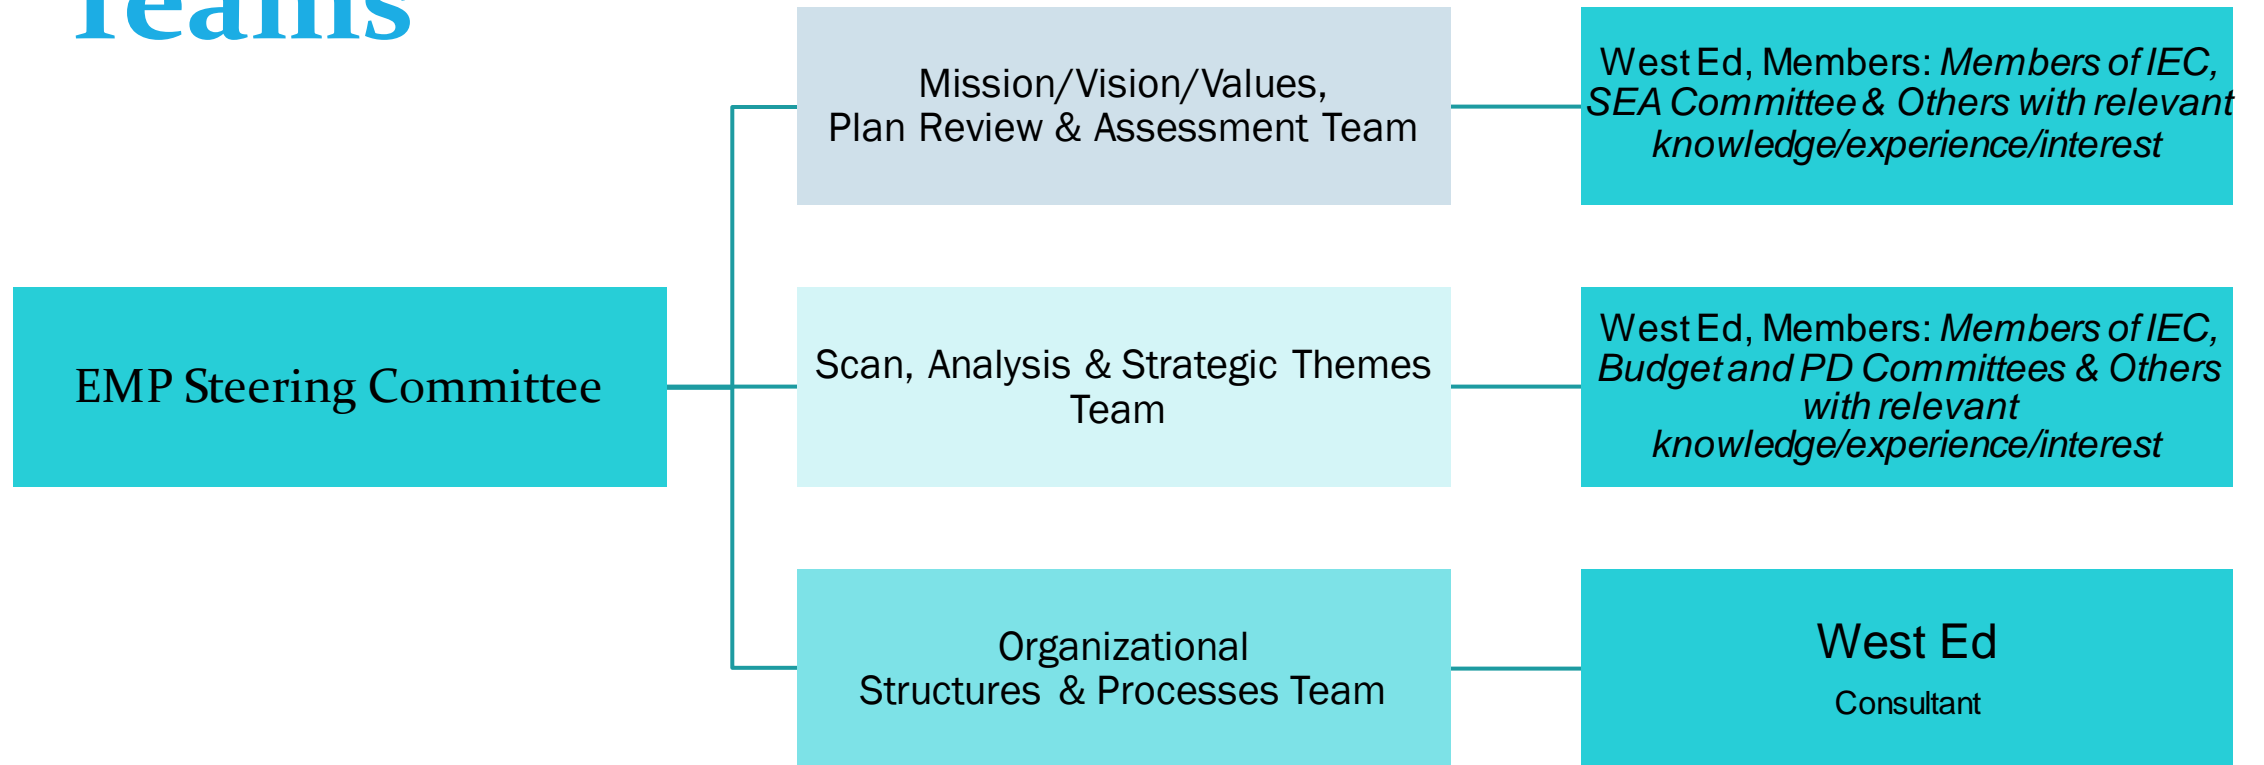 Teams
Mission/Vision/Values,
Plan Review & Assessment Team
West Ed, Members: Members of IEC,
SEA Committee & Others with relevant
knowledge/experience/interest
EMP Steering Committee
Scan, Analysis & Strategic Themes
Team
West Ed, Members: Members of IEC,
Budget and PD Committees & Others
with relevant
knowledge/experience/interest
Organizational
Structures & Processes Team
West Ed
Consultant